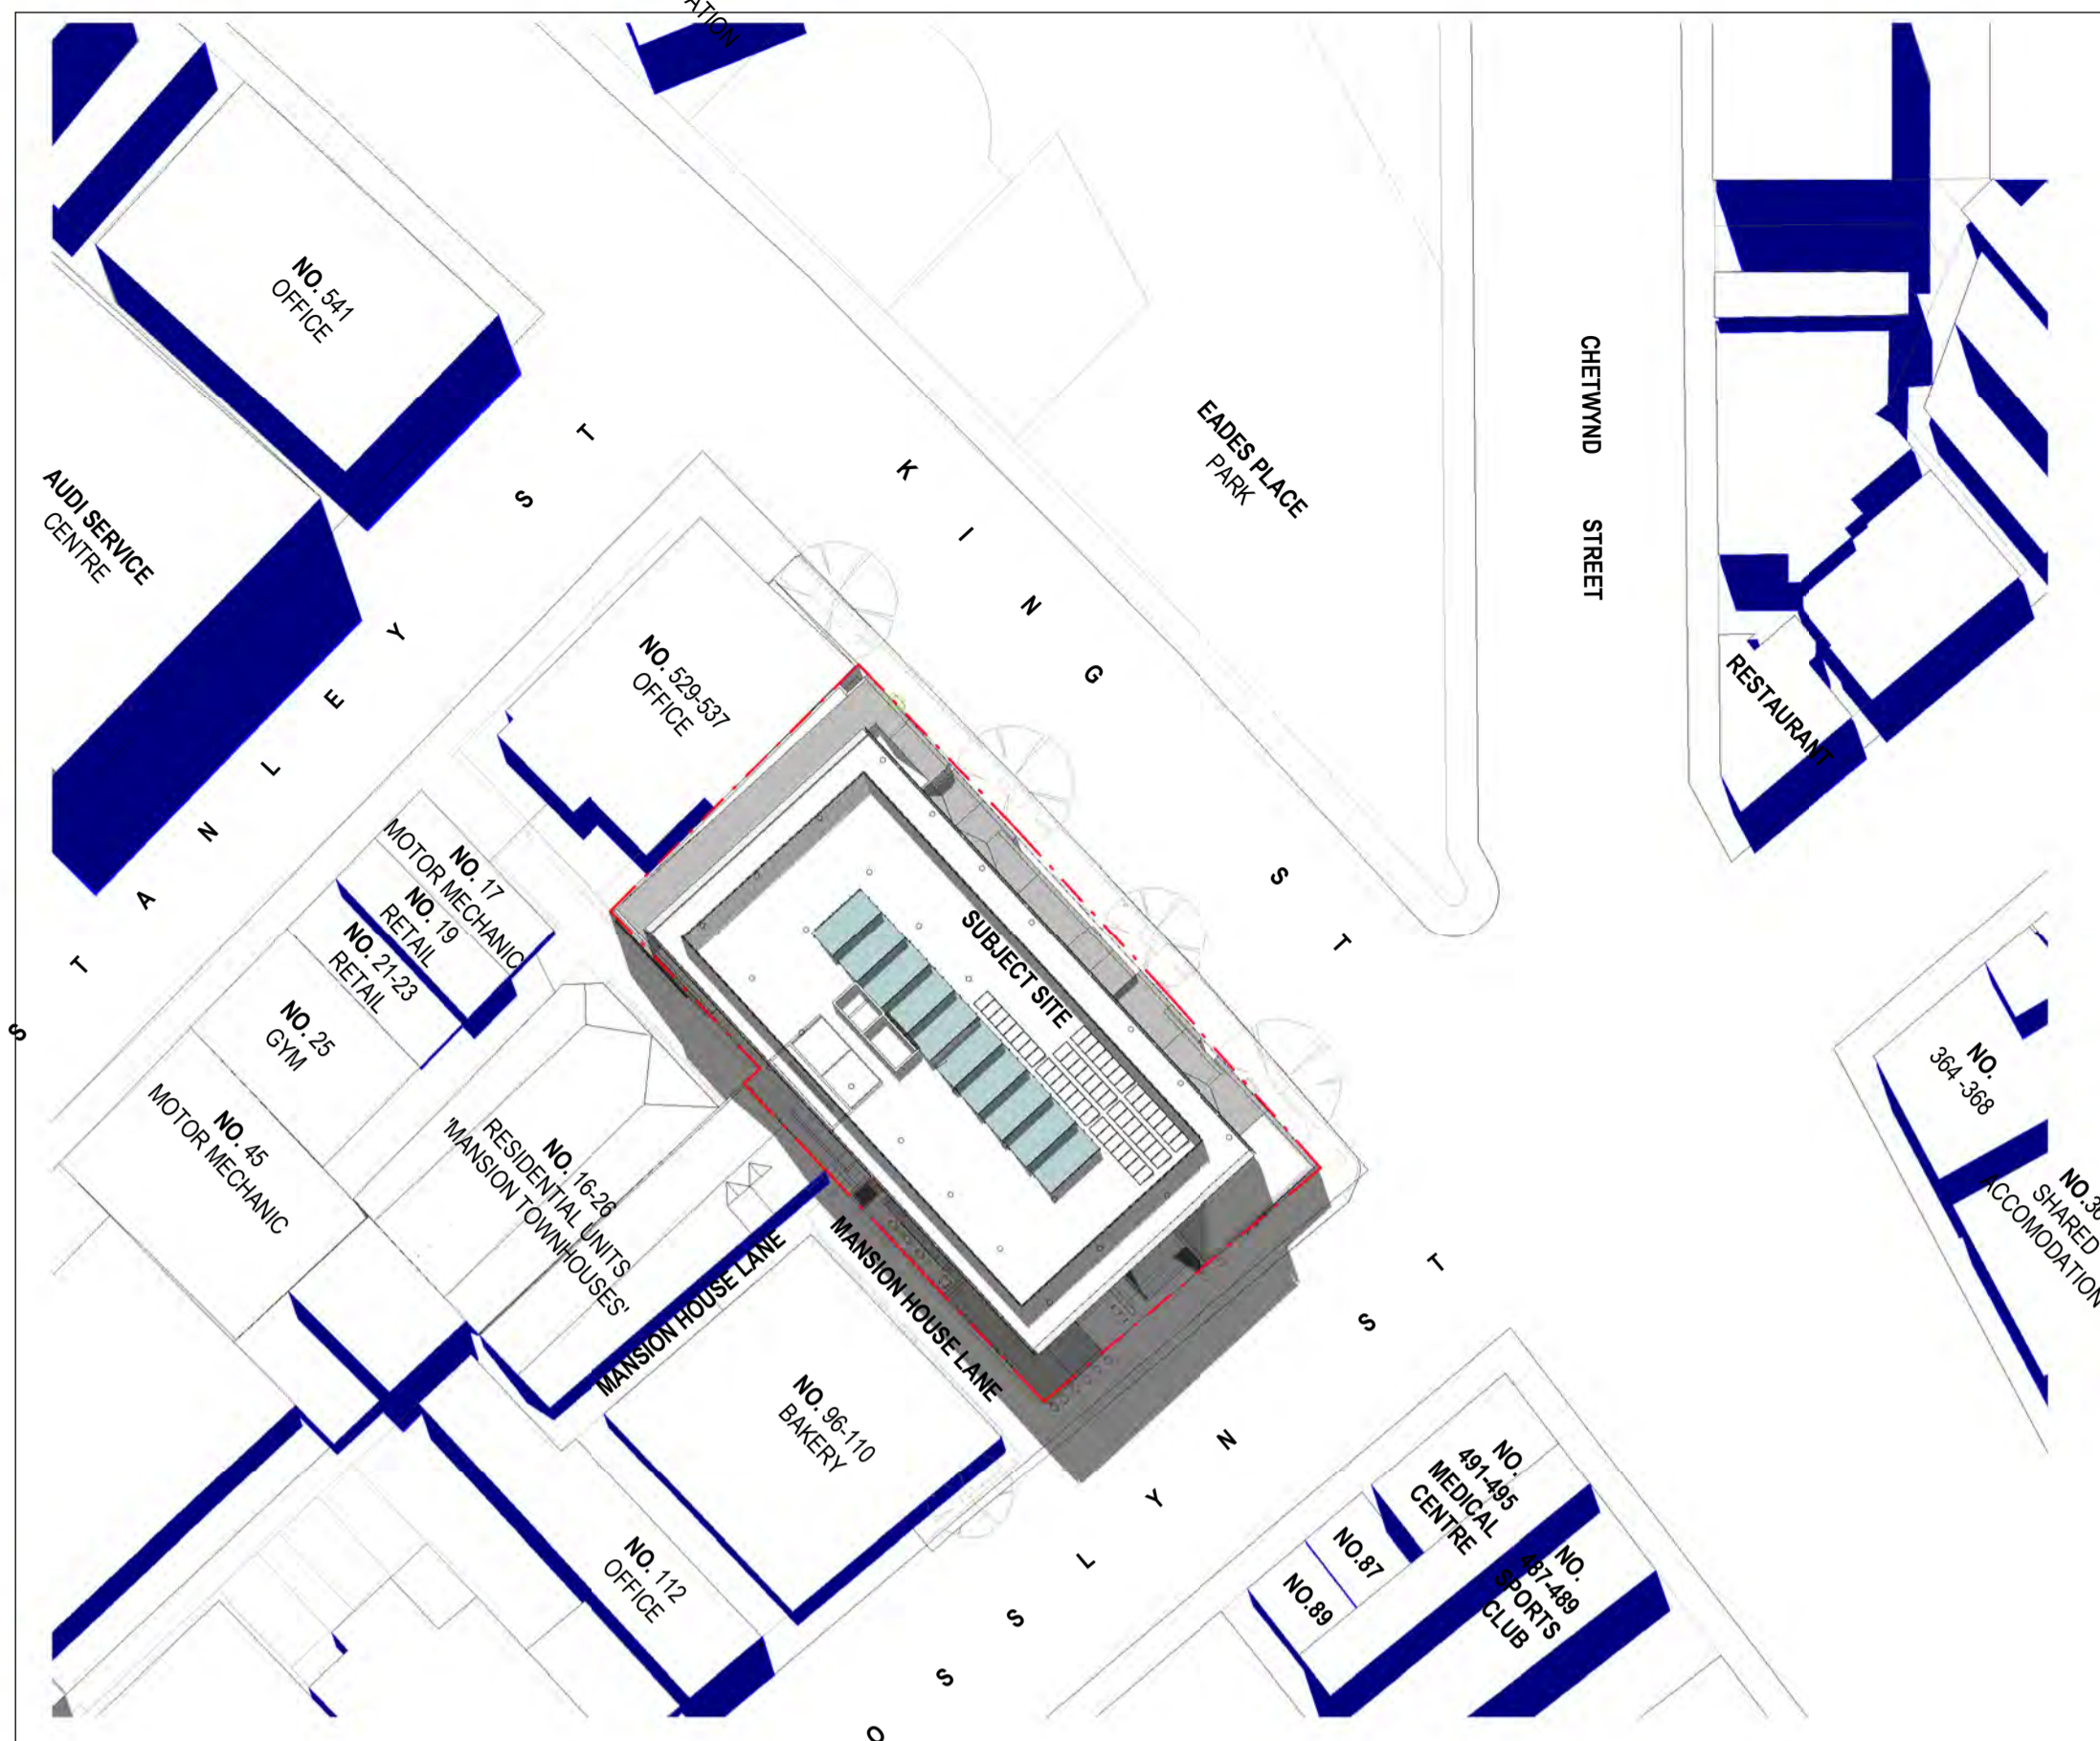 ATION
NO. 541
OFFICE
AUDI SERVICE
CENTRE
STANLEY ST
KING ST
EADES PLACE
PARK
CHETWYND STREET
RESTAURANT
NO. 529-537
OFFICE
NO. 17
MOTOR MECHANIC
NO. 19
RETAIL
NO. 21-23
RETAIL
NO. 25
GYM
NO. 45
MOTOR MECHANIC
NO. 16-26
RESIDENTIAL UNITS
'MANSION TOWNHOUSES'
SUBJECT SITE
MANSION HOUSE LANE
MANSION HOUSE LANE
NO. 96-110
BAKERY
NO. 112
OFFICE
OSSLYN ST
NO.
364 -368
NO.36
SHARED
ACCOMODATION
NO.
491-495
MEDICAL
CENTRE
NO.87
NO.89
NO.
487-489
SPORTS
CLUB